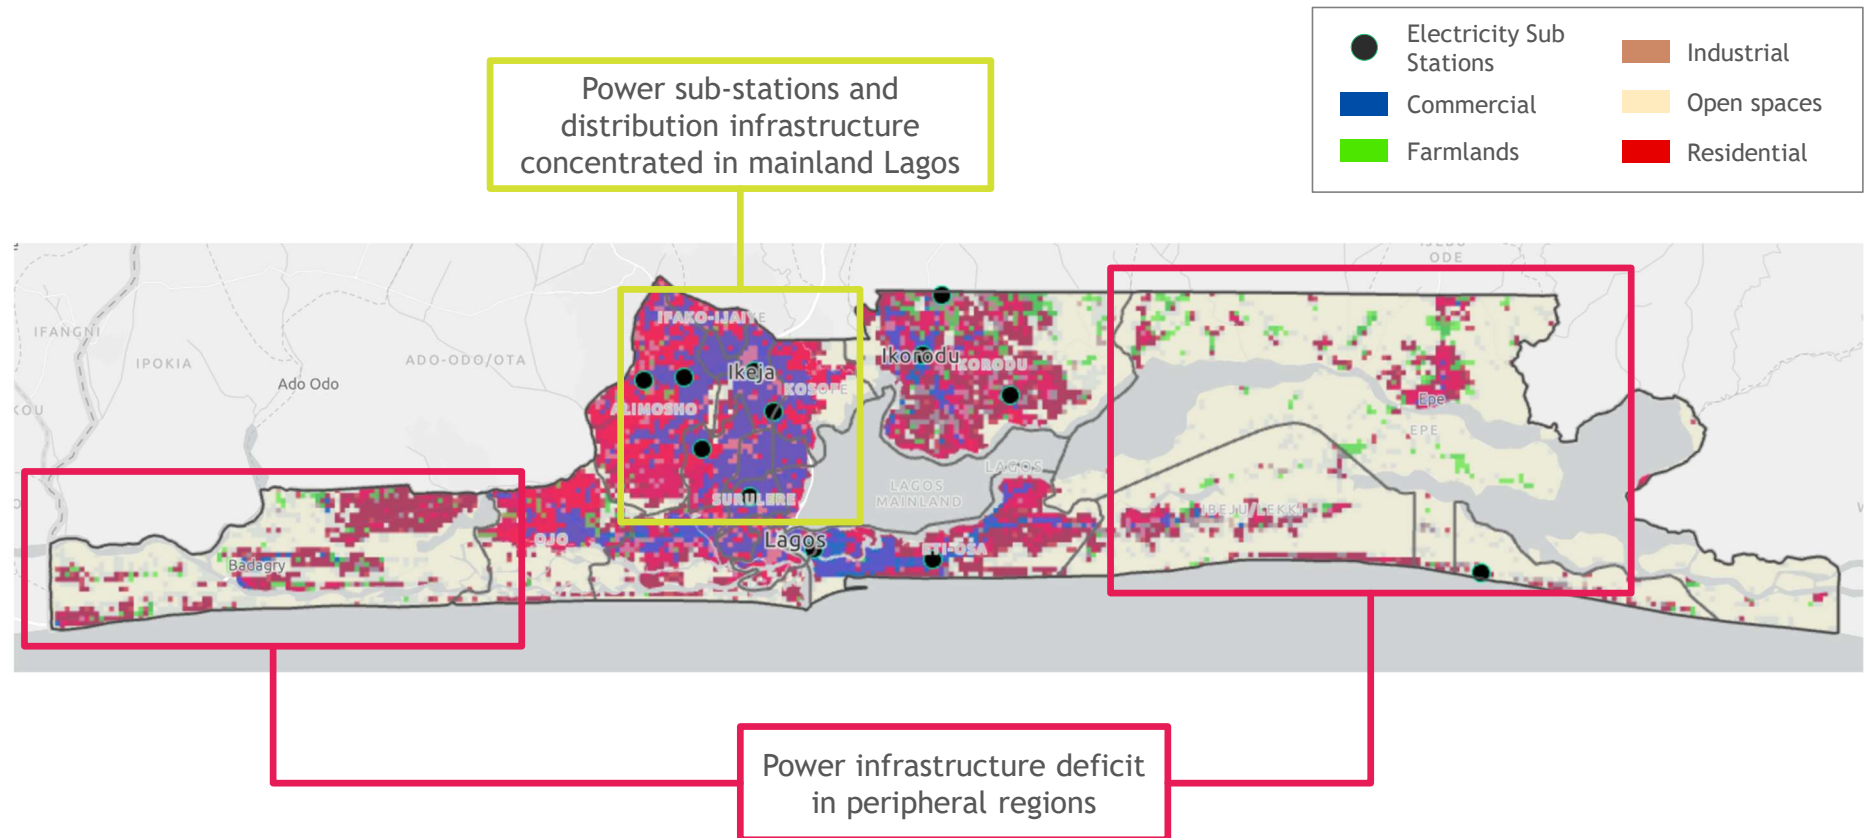 Electricity Sub
Stations
Industrial
Commercial
Open spaces
Farmlands
Residential
Power sub-stations and
distribution infrastructure
concentrated in mainland Lagos
ODE
IFANGNI
IPOKIA
ADO-ODO/OTA
Ado Odo
KOU
IFAKO-IJAIYE
Ikeja
KOSOFE
ALIMOSHO
SURULERE
Ikorodu
IKORODU
LAGOS
LAGOS
MAINLAND
Epe
EPE
IBEJU/LEKKI
OJO
Lagos
ETI-OSA
Badagry
Power infrastructure deficit
in peripheral regions